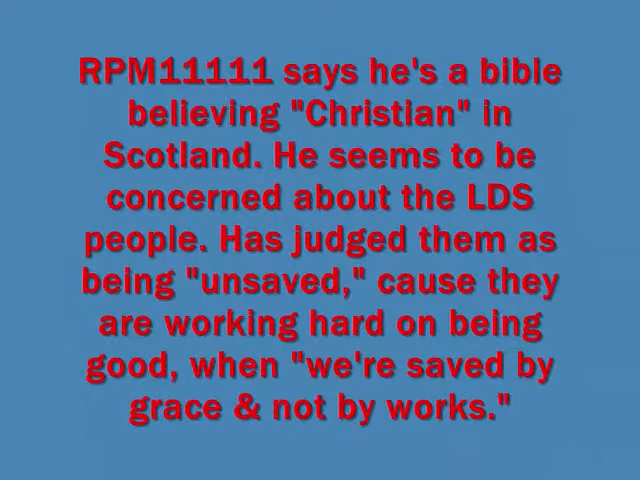 RPM11111 says he's a bible
believing "Christian" in
Scotland. He seems to be
concerned about the LDS
people. Has judged them as
being "unsaved," cause they
are working hard on being
good, when "we're saved by
grace & not by works."